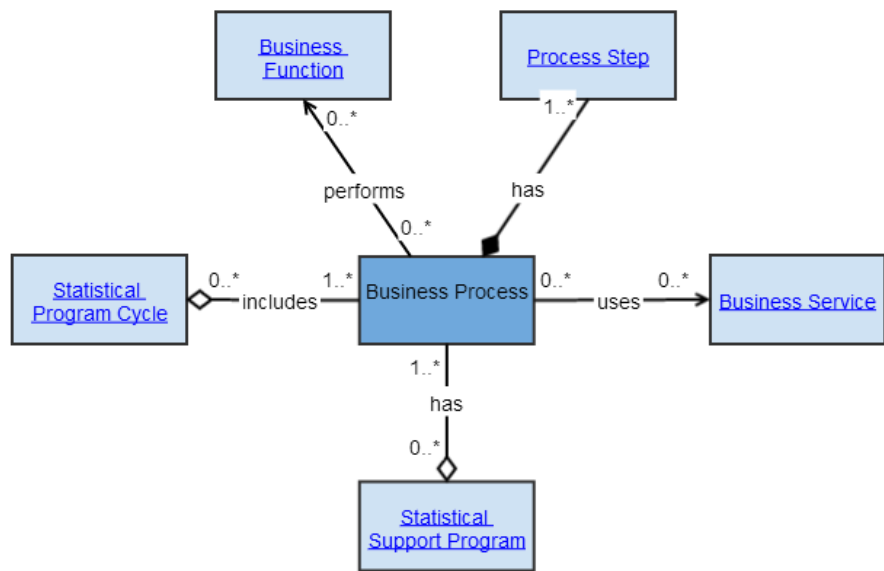 Business
Function
Process Step
0..*
1..*
performs
has
0..*
Statistical
Program Cycle
0..*
includes
1..*
Business Process
0..*
uses
0..*
Business Service
1..*
has
0..*
Statistical
Support Program